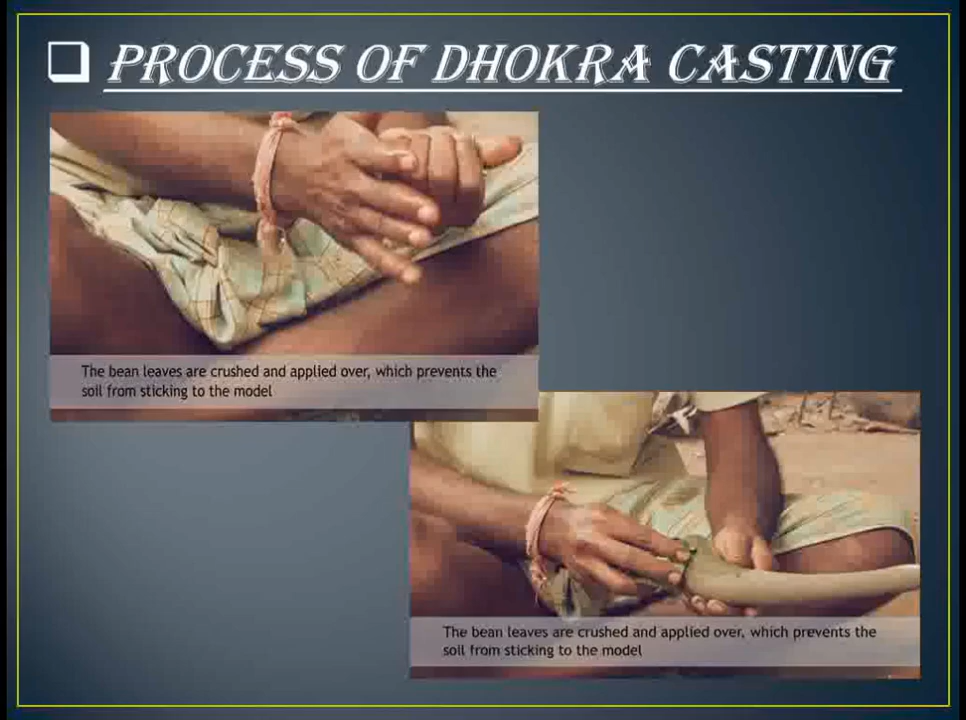 PROCESS OF DHOKRA CASTING
The bean leaves are crushed and applied over, which prevents the
soil from sticking to the model
The bean leaves are crushed and applied over, which prevents the
soil from sticking to the model